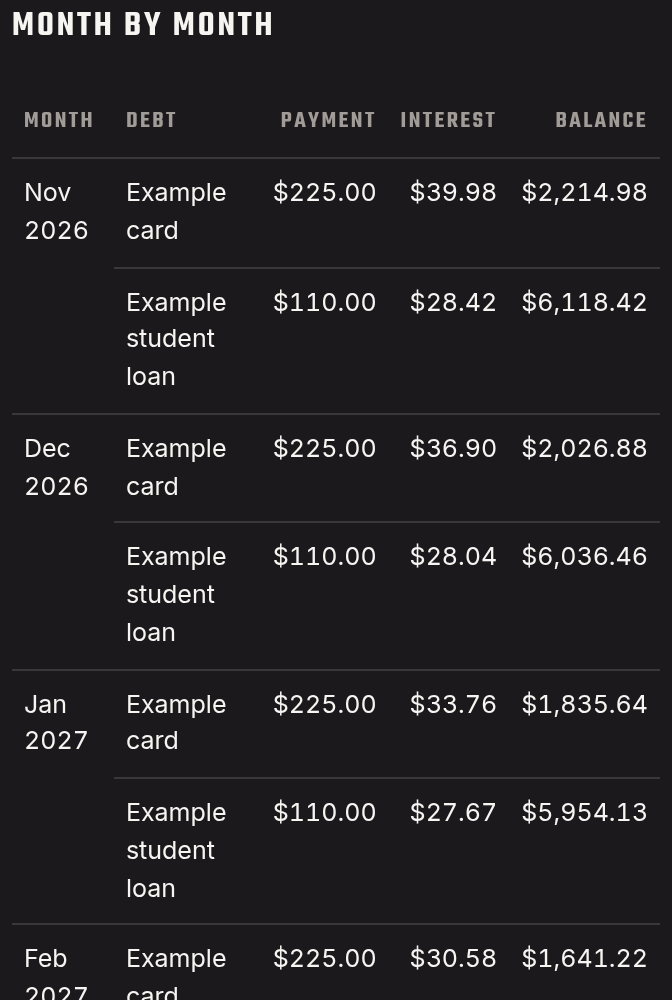 MONTH BY MONTH
MONTH DEBT PAYMENT INTEREST BALANCE
Nov Example $225.00 $39.98 $2,214.98
2026 card
Example $110.00 $28.42 $6,118.42
student
loan
Dec Example $225.00 $36.90 $2,026.88
2026 card
Example $110.00 $28.04 $6,036.46
student
loan
Jan Example $225.00 $33.76 $1,835.64
2027 card
Example $110.00 $27.67 $5,954.13
student
loan
Feb Example $225.00 $30.58 $1,641.22
2027 card